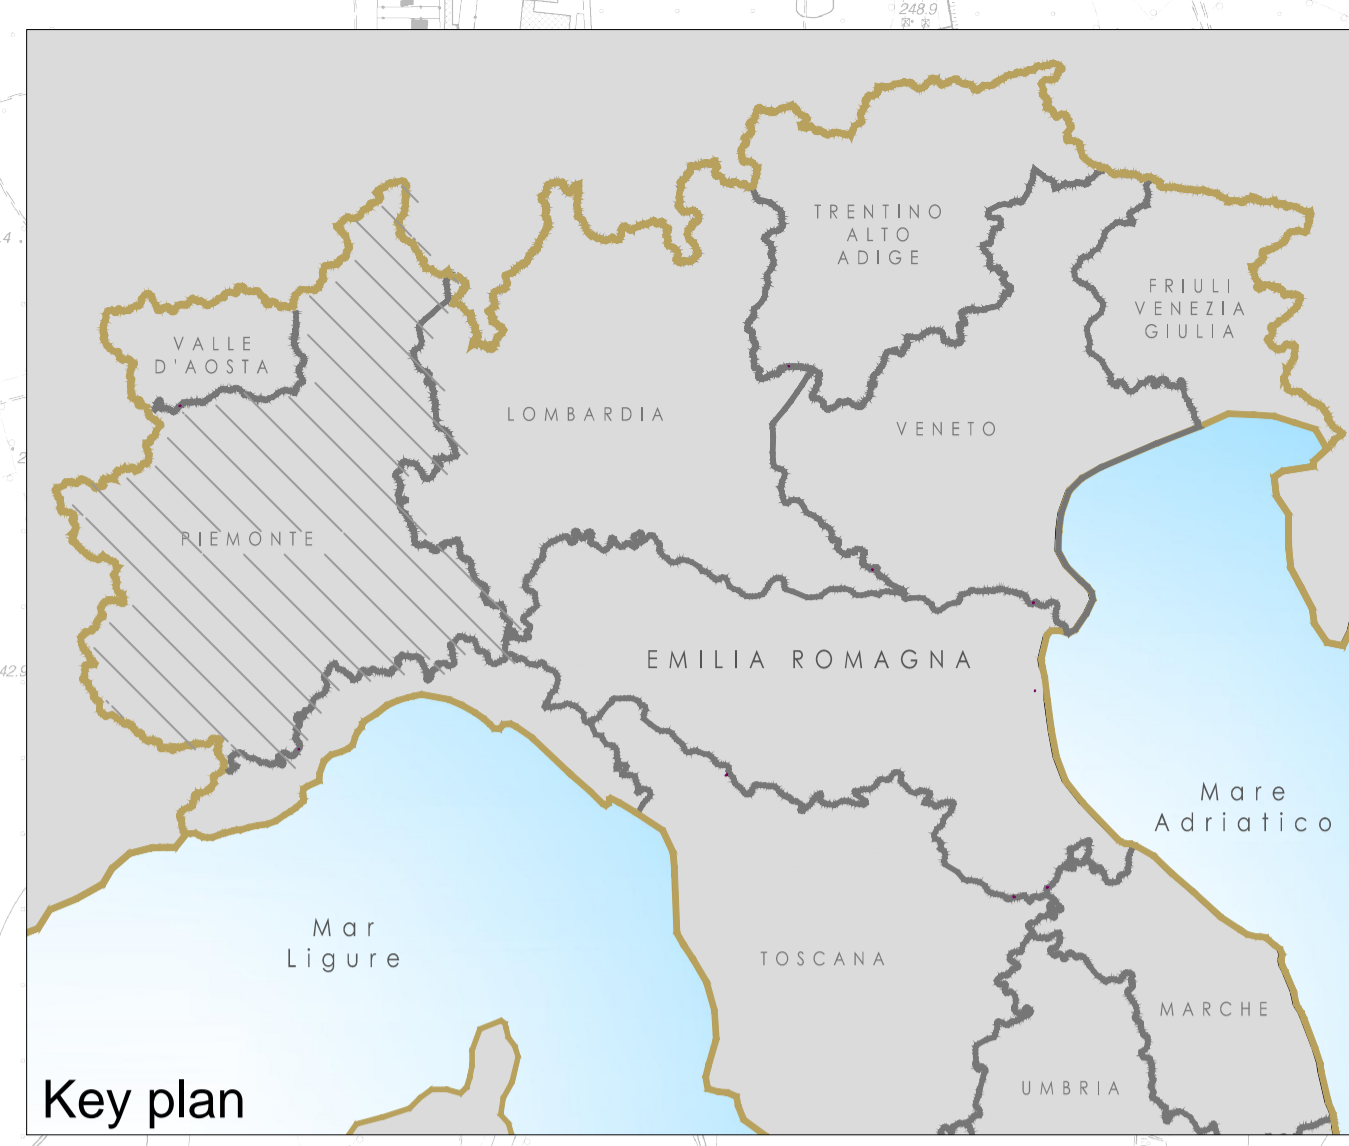 248.9
TRENTINO
ALTO
ADIGE
FRIULI
VENEZIA
GIULIA
VALLE
D'AOSTA
LOMBARDIA
VENETO
PIEMONTE
EMILIA ROMAGNA
Mare
Adriatico
Mar
Ligure
TOSCANA
MARCHE
UMBRIA
Key plan